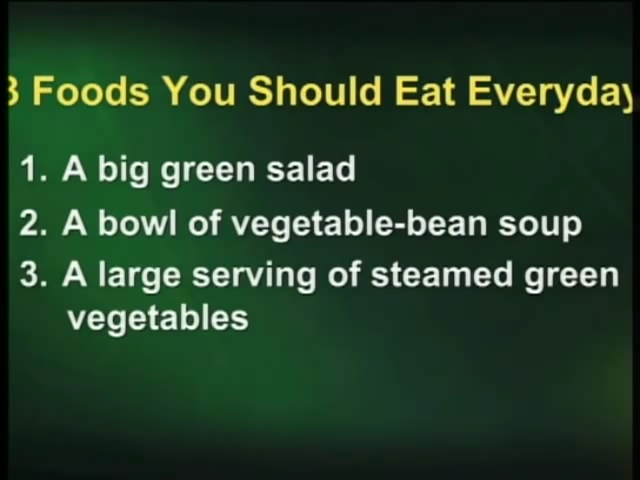 3 Foods You Should Eat Everyday
1. A big green salad
2. A bowl of vegetable-bean soup
3. A large serving of steamed green
vegetables